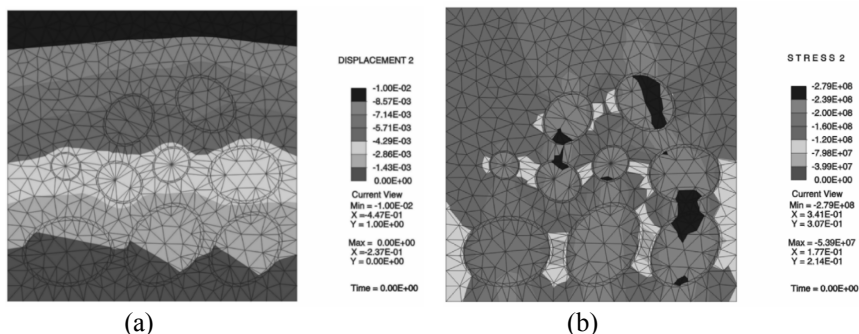 DISPLACEMENT 2
-1.00E-02
-8.57E-03
-7.14E-03
-5.71E-03
-4.29E-03
-2.86E-03
-1.43E-03
0.00E+00
Current View
Min = -1.00E-02
X =-4.47E-01
Y = 1.00E+00
Max = 0.00E+00
X =-2.37E-01
Y = 0.00E+00
Time = 0.00E+00
(a)
STRESS 2
-2.79E+08
-2.39E+08
-2.00E+08
-1.60E+08
-1.20E+08
-7.98E+07
-3.99E+07
0.00E+00
Current View
Min = -2.79E+08
X = 3.41E-01
Y = 3.07E-01
Max = -5.39E+07
X = 1.77E-01
Y = 2.14E-01
Time = 0.00E+00
(b)